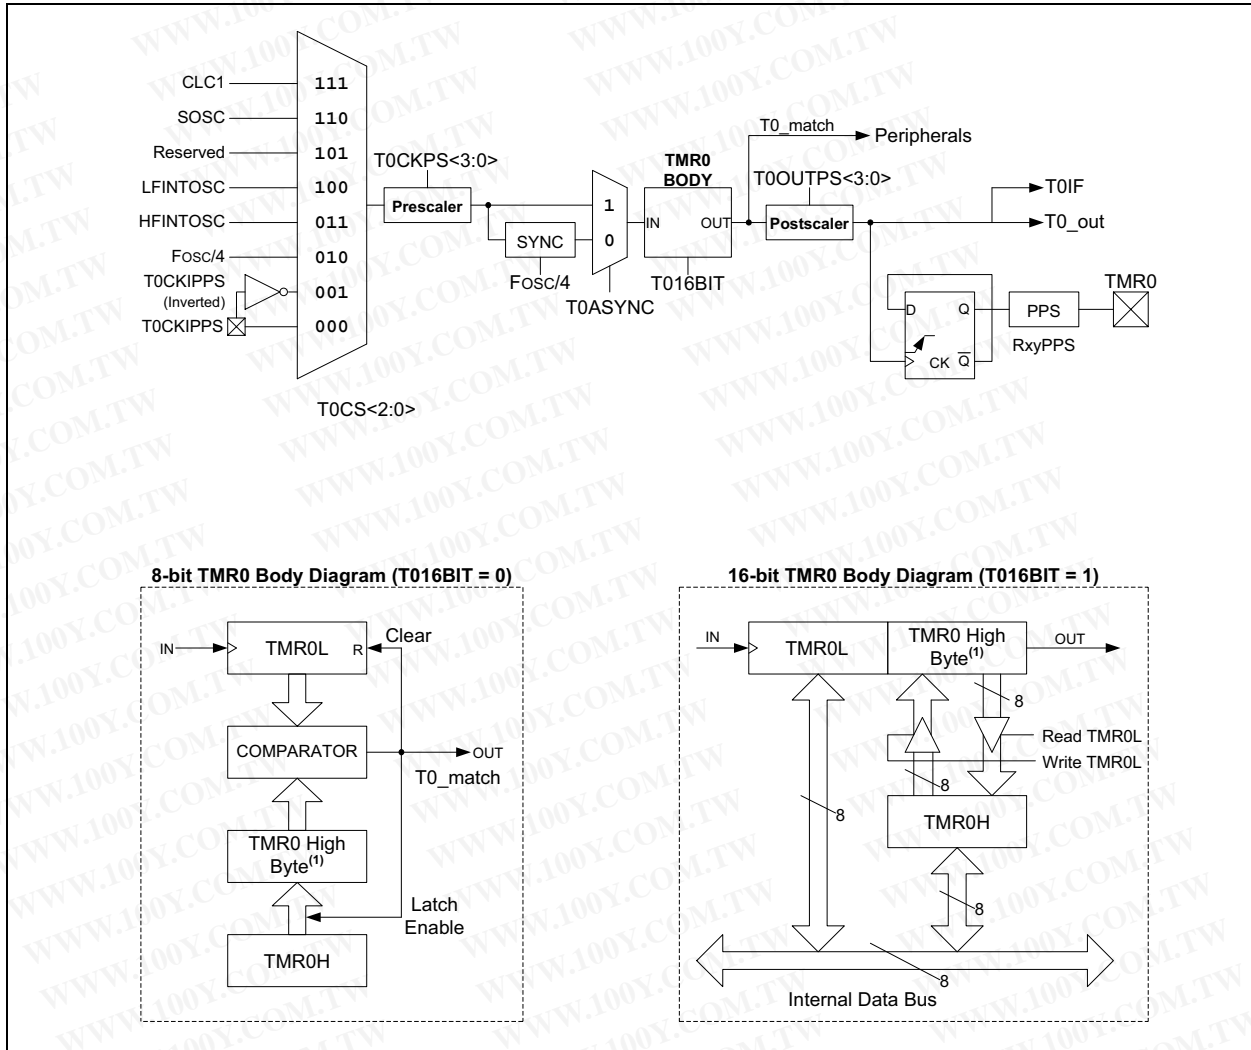 CLC1
111
SOSC
110
Reserved
101
LFINTOSC
100
HFINTOSC
011
FOSC/4
010
T0CKIPPS
(Inverted)
001
T0CKIPPS
000
T0CS<2:0>
T0CKPS<3:0>
Prescaler
SYNC
FOSC/4
1
0
T0ASYNC
TMR0
BODY
IN
OUT
T016BIT
T0_match
Peripherals
T0OUTPS<3:0>
Postscaler
T0IF
T0_out
D
Q
CK
Q
PPS
RxyPPS
TMR0
8-bit TMR0 Body Diagram (T016BIT = 0)
IN
TMR0L
R
Clear
COMPARATOR
OUT
T0_match
TMR0 High
Byte(1)
Latch
Enable
TMR0H
16-bit TMR0 Body Diagram (T016BIT = 1)
IN
TMR0L
TMR0 High
Byte(1)
OUT
8
Read TMR0L
Write TMR0L
8
8
TMR0H
8
8
Internal Data Bus
WWW.100Y.COM.TW